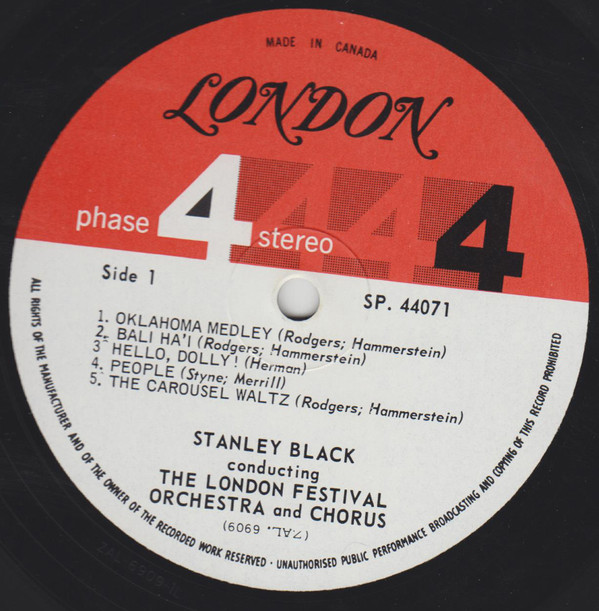 MADE IN CANADA
LONDON
phase 4 stereo 4 4 4
Side 1
SP. 44071
1. OKLAHOMA MEDLEY (Rodgers; Hammerstein)
2. BALI HA'I (Rodgers; Hammerstein)
3 HELLO, DOLLY! (Herman)
4. PEOPLE (Styne; Merrill)
5. THE CAROUSEL WALTZ (Rodgers; Hammerstein)
STANLEY BLACK
conducting
THE LONDON FESTIVAL
ORCHESTRA and CHORUS
(ZAL. 6909)
ALL RIGHTS OF THE MANUFACTURER AND OF THE OWNER OF THE RECORDED WORK RESERVED · UNAUTHORISED PUBLIC PERFORMANCE BROADCASTING AND COPYING OF THIS RECORD PROHIBITED